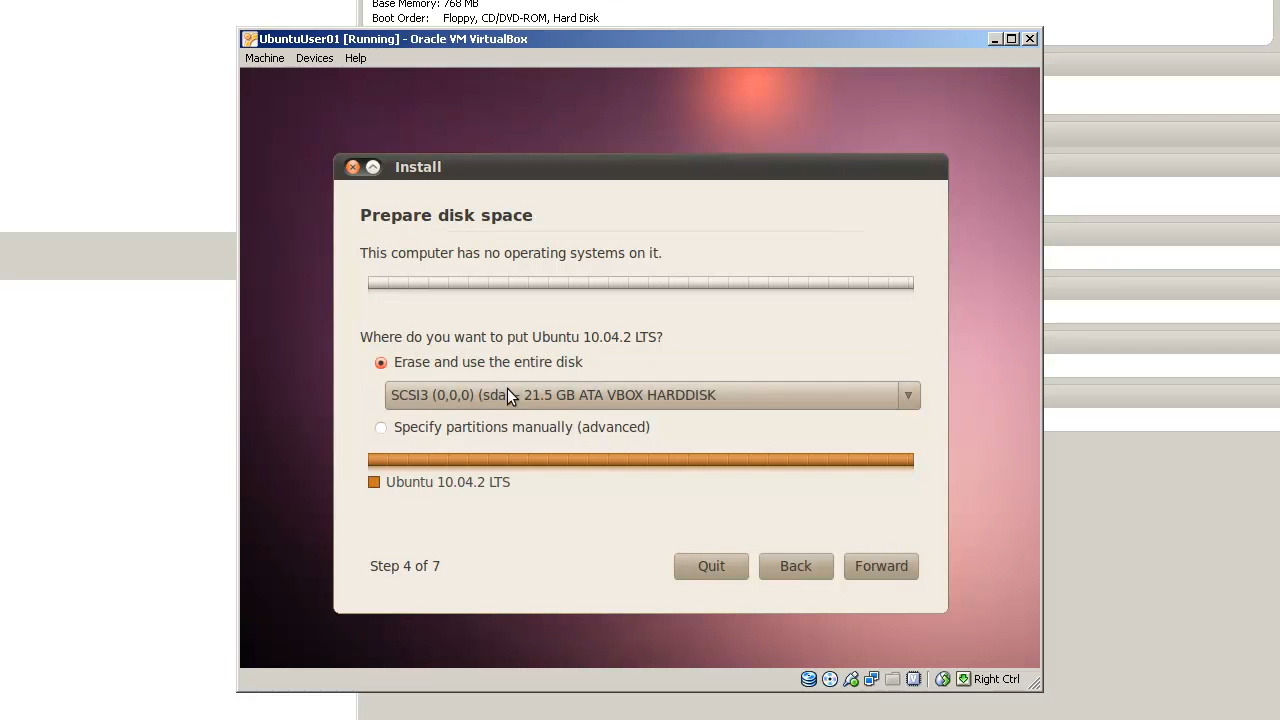 Base Memory: 768 MB
Boot Order: Floppy, CD/DVD-ROM, Hard Disk
UbuntuUser01 [Running] - Oracle VM VirtualBox
Machine Devices Help
Install
Prepare disk space
This computer has no operating systems on it.
Where do you want to put Ubuntu 10.04.2 LTS?
Erase and use the entire disk
SCSI3 (0,0,0) (sda - 21.5 GB ATA VBOX HARDDISK
Specify partitions manually (advanced)
Ubuntu 10.04.2 LTS
Step 4 of 7
Quit Back Forward
Right Ctrl